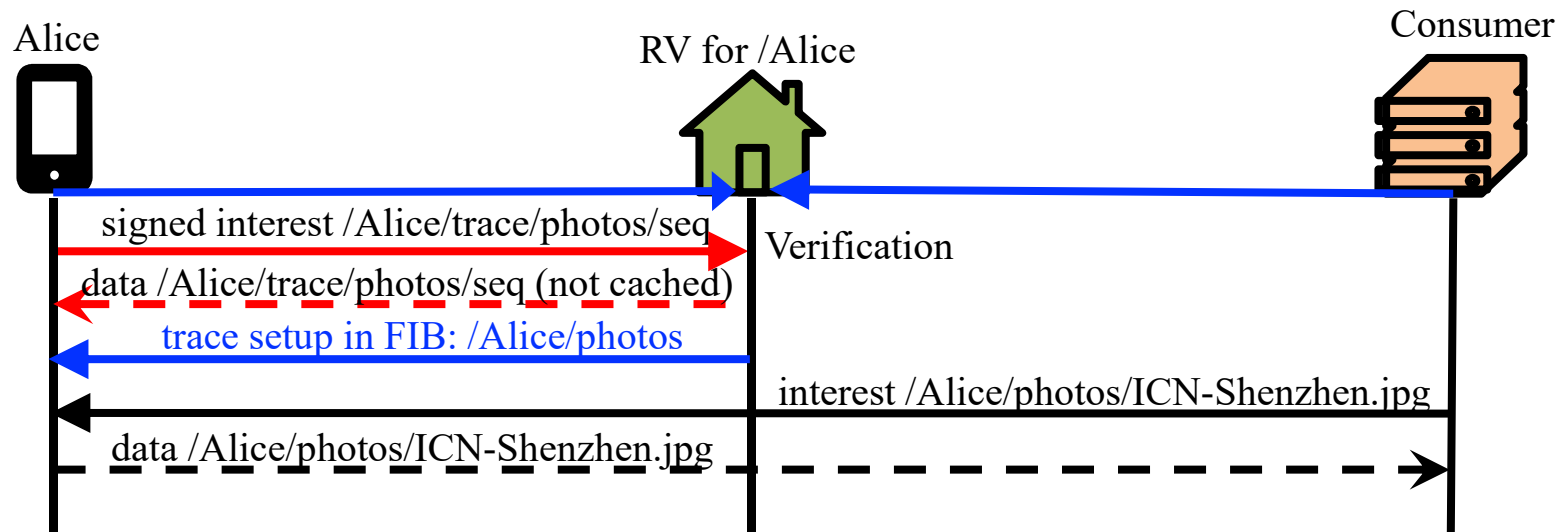 Alice
RV for /Alice
Consumer
signed interest /Alice/trace/photos/seq
Verification
data /Alice/trace/photos/seq (not cached)
trace setup in FIB: /Alice/photos
interest /Alice/photos/ICN-Shenzhen.jpg
data /Alice/photos/ICN-Shenzhen.jpg